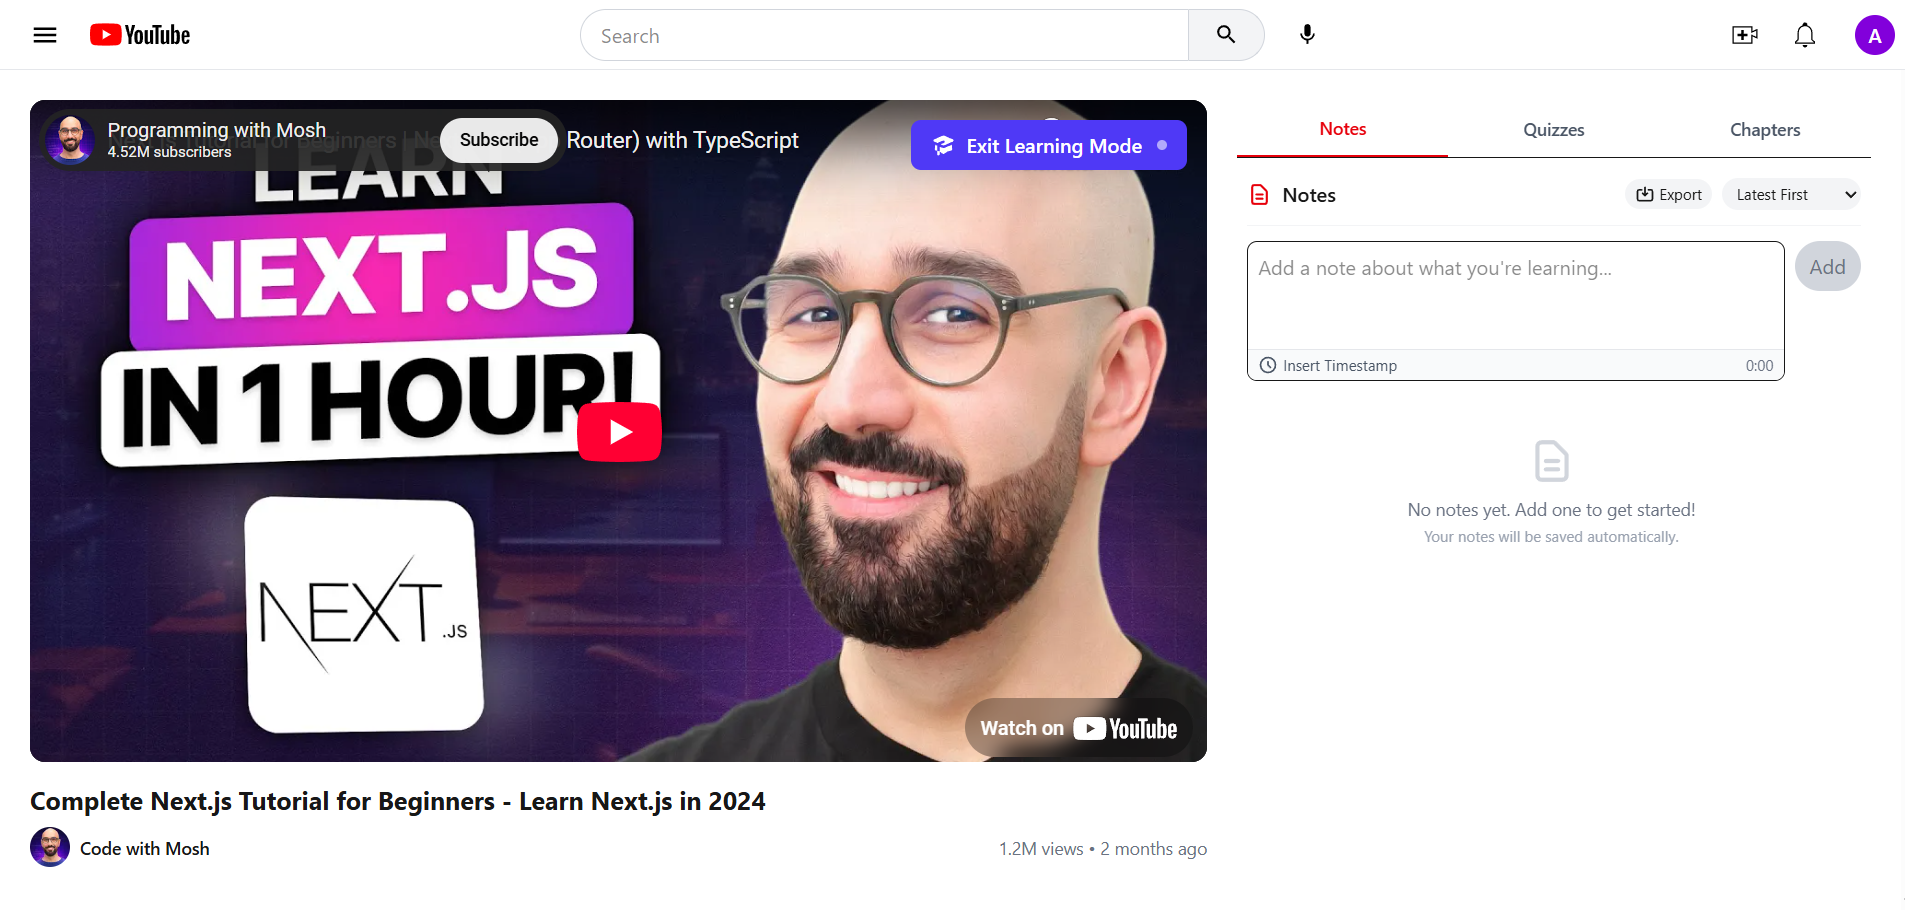 YouTube
Search
A
Programming with Mosh
4.52M subscribers
Subscribe
Router) with TypeScript
Exit Learning Mode
LEARN
NEXT.JS
IN 1 HOUR!
NEXT.JS
Watch on YouTube
Complete Next.js Tutorial for Beginners - Learn Next.js in 2024
Code with Mosh
1.2M views • 2 months ago
Notes
Quizzes
Chapters
Notes
Export
Latest First
Add a note about what you're learning...
Add
Insert Timestamp
0:00
No notes yet. Add one to get started!
Your notes will be saved automatically.